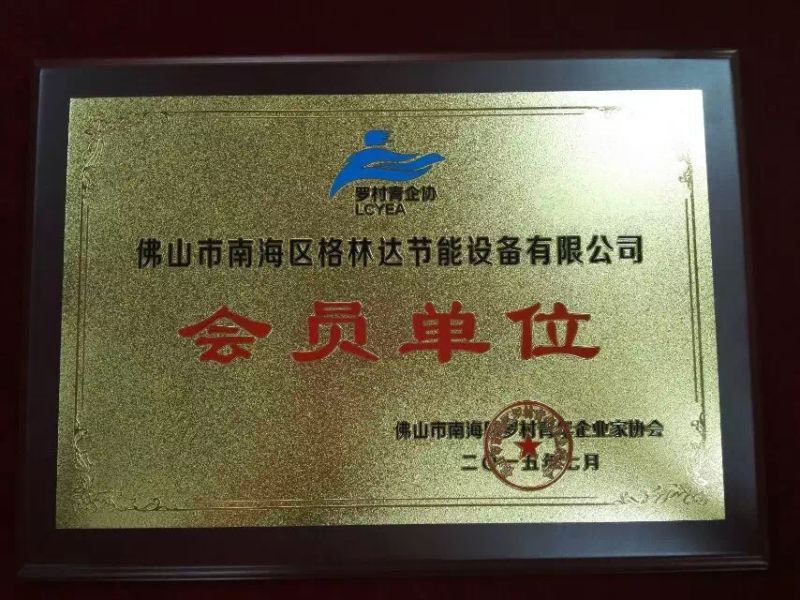 罗村青企协
LCYEA
佛山市南海区格林达节能设备有限公司
会员单位
佛山市南海区罗村青年企业家协会
二〇一五年七月